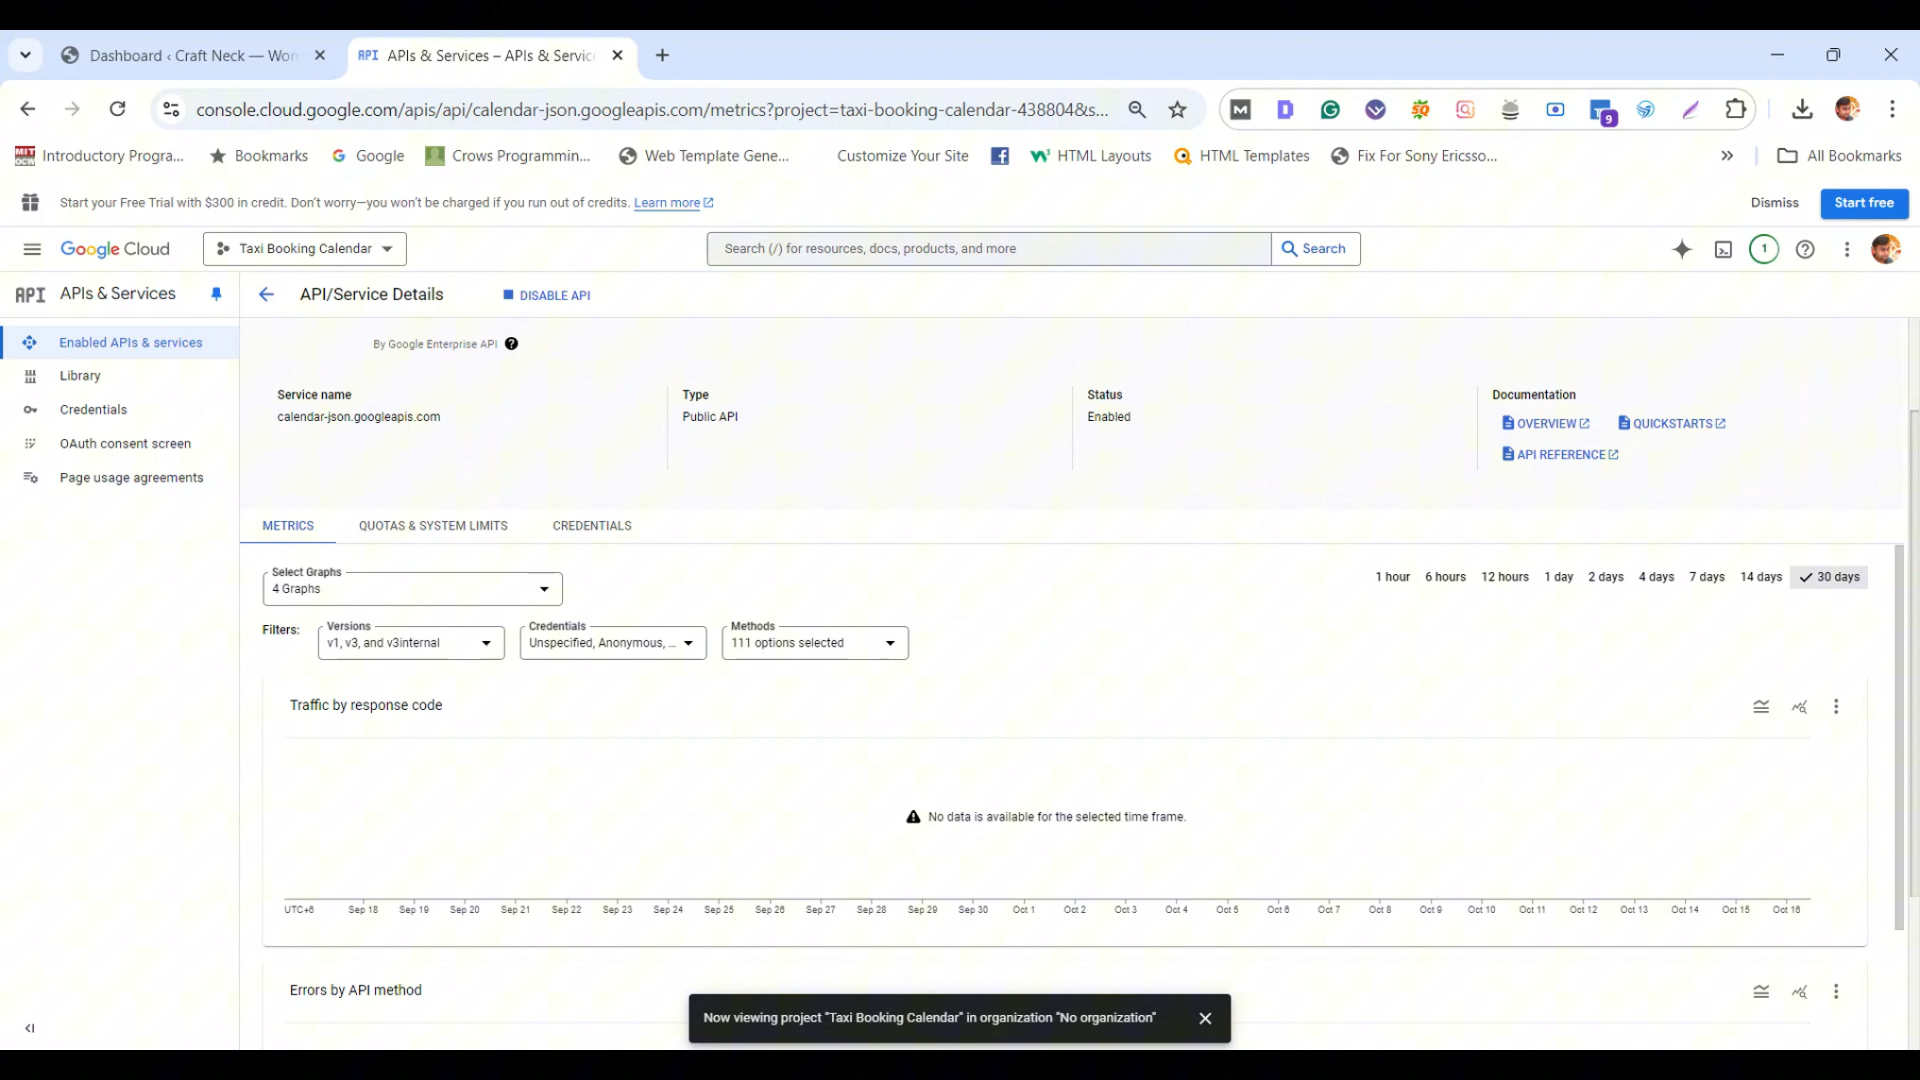 Dashboard ‹ Craft Neck — Wor
API APIs & Services – APIs & Servic
console.cloud.google.com/apis/api/calendar-json.googleapis.com/metrics?project=taxi-booking-calendar-438804&s...
9
MIT OCW Introductory Progra...
Bookmarks
Google
Crows Programmin...
Web Template Gene...
Customize Your Site
HTML Layouts
HTML Templates
Fix For Sony Ericsso...
All Bookmarks
Start your Free Trial with $300 in credit. Don't worry—you won't be charged if you run out of credits. Learn more
Dismiss
Start free
Google Cloud
Taxi Booking Calendar
Search (/) for resources, docs, products, and more
Search
1
API APIs & Services
API/Service Details
DISABLE API
Enabled APIs & services
Library
Credentials
OAuth consent screen
Page usage agreements
By Google Enterprise API
Service name
calendar-json.googleapis.com
Type
Public API
Status
Enabled
Documentation
OVERVIEW
QUICKSTARTS
API REFERENCE
METRICS
QUOTAS & SYSTEM LIMITS
CREDENTIALS
Select Graphs
4 Graphs
1 hour 6 hours 12 hours 1 day 2 days 4 days 7 days 14 days 30 days
Filters:
Versions
v1, v3, and v3internal
Credentials
Unspecified, Anonymous, ...
Methods
111 options selected
Traffic by response code
No data is available for the selected time frame.
UTC+6 Sep 18 Sep 19 Sep 20 Sep 21 Sep 22 Sep 23 Sep 24 Sep 25 Sep 26 Sep 27 Sep 28 Sep 29 Sep 30 Oct 1 Oct 2 Oct 3 Oct 4 Oct 5 Oct 6 Oct 7 Oct 8 Oct 9 Oct 10 Oct 11 Oct 12 Oct 13 Oct 14 Oct 15 Oct 16
Errors by API method
Now viewing project "Taxi Booking Calendar" in organization "No organization"